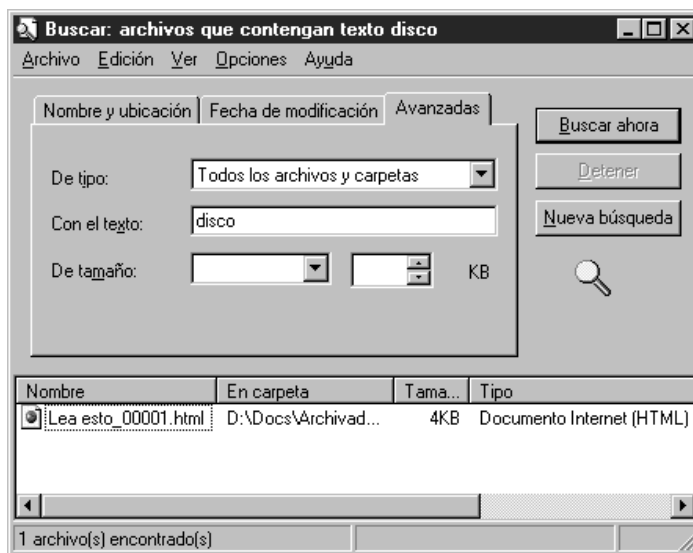 Buscar: archivos que contengan texto disco
Archivo Edición Ver Opciones Ayuda
Nombre y ubicación Fecha de modificación Avanzadas
Buscar ahora
De tipo: Todos los archivos y carpetas
Detener
Con el texto: disco
Nueva búsqueda
De tamaño: KB
Nombre En carpeta Tama... Tipo
Lea esto_00001.html D:\Docs\Archivad... 4KB Documento Internet (HTML)
1 archivo(s) encontrado(s)